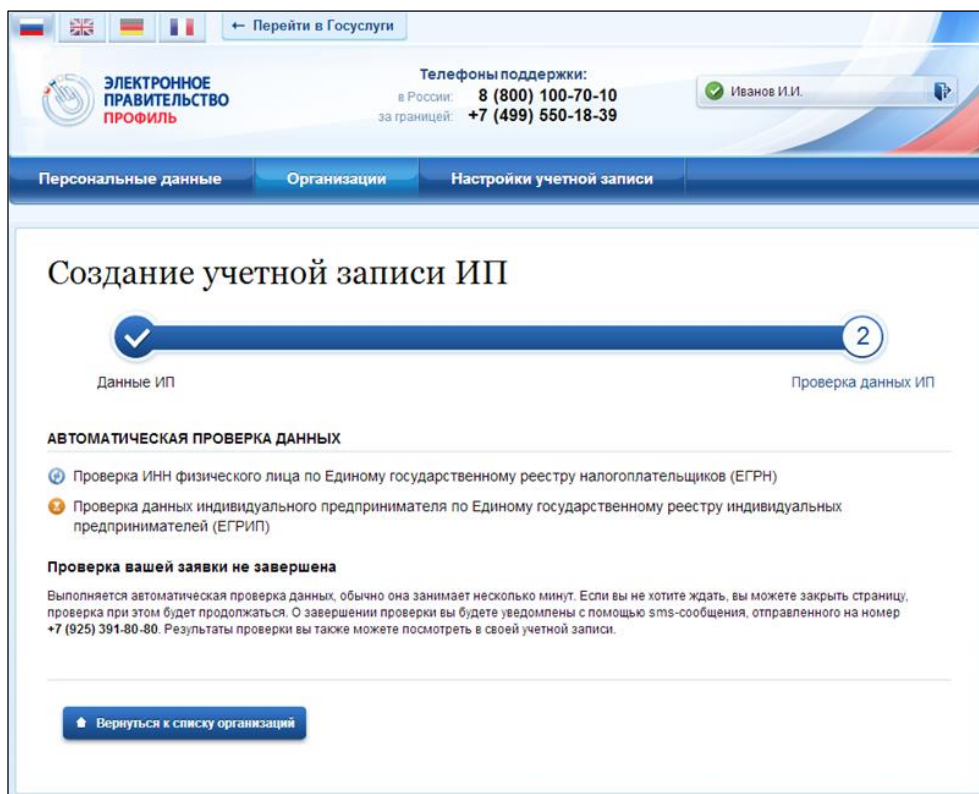 ← Перейти в Госуслуги
ЭЛЕКТРОННОЕ
ПРАВИТЕЛЬСТВО
ПРОФИЛЬ
Телефоны поддержки:
в России: 8 (800) 100-70-10
за границей: +7 (499) 550-18-39
Иванов И.И.
Персональные данные
Организации
Настройки учетной записи
Создание учетной записи ИП
2
Данные ИП
Проверка данных ИП
АВТОМАТИЧЕСКАЯ ПРОВЕРКА ДАННЫХ
Проверка ИНН физического лица по Единому государственному реестру налогоплательщиков (ЕГРН)
Проверка данных индивидуального предпринимателя по Единому государственному реестру индивидуальных
предпринимателей (ЕГРИП)
Проверка вашей заявки не завершена
Выполняется автоматическая проверка данных, обычно она занимает несколько минут. Если вы не хотите ждать, вы можете закрыть страницу,
проверка при этом будет продолжаться. О завершении проверки вы будете уведомлены с помощью sms-сообщения, отправленного на номер
+7 (925) 391-80-80. Результаты проверки вы также можете посмотреть в своей учетной записи.
Вернуться к списку организаций